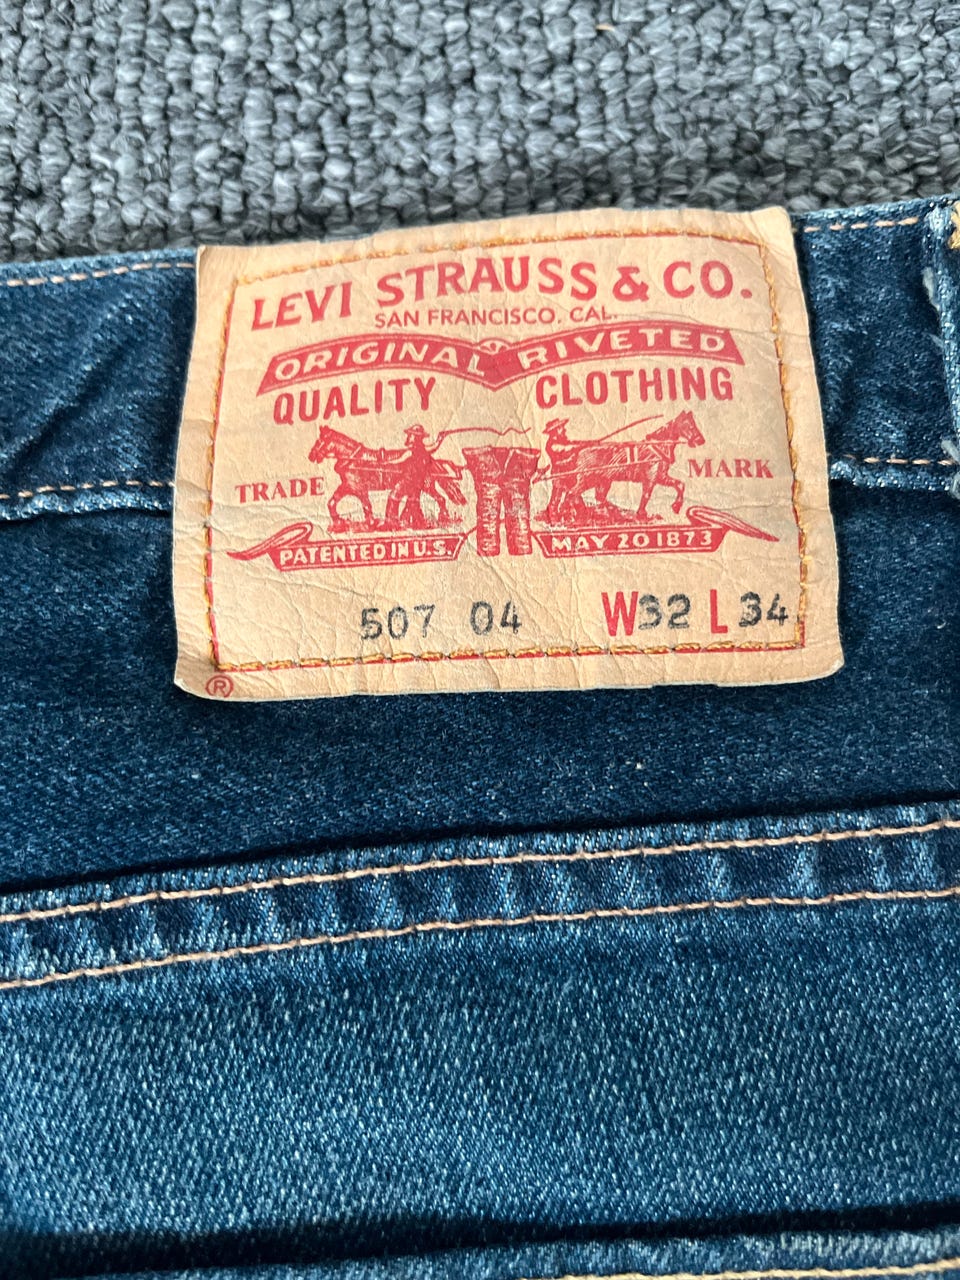 LEVI STRAUSS & CO.
SAN FRANCISCO, CAL.
ORIGINAL RIVETED
QUALITY CLOTHING
TRADE MARK
PATENTED IN U.S. MAY 20 1873
507 04 W32 L 34
®